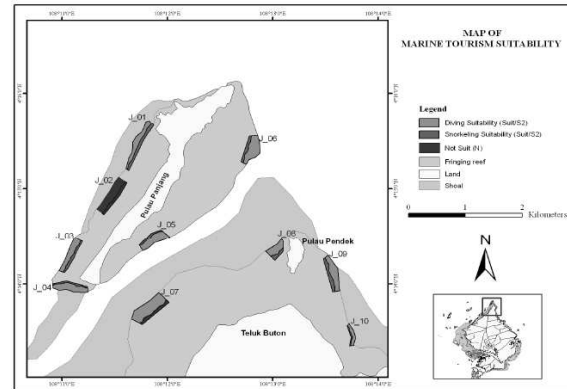 MAP OF
MARINE TOURISM SUITABILITY
Legend
Diving Suitability (Suit/S2)
Snorkeling Suitability (Suit/S2)
Not Suit (N)
Fringing reef
Land
Shoal
0 1 2
Kilometers
N
J_01
J_06
J_02
Pulau Panjang
J_05
J_03
J_08
Pulau Pendek
J_04
J_09
J_07
J_10
Teluk Buton